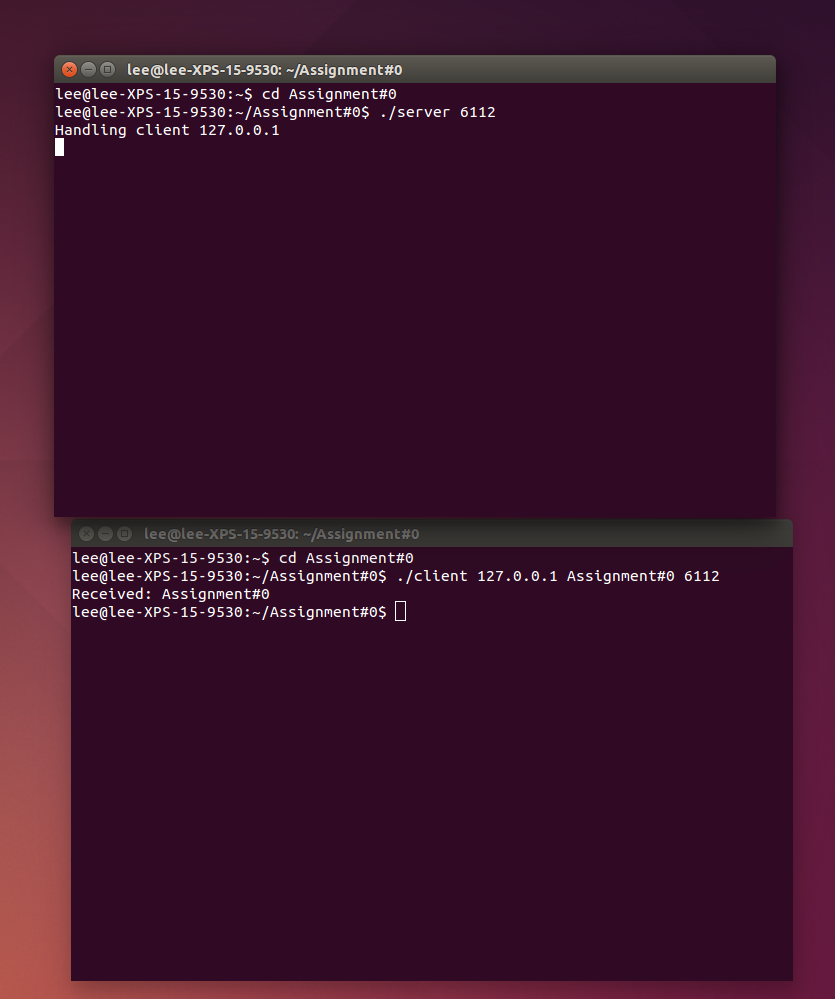 lee@lee-XPS-15-9530: ~/Assignment#0
lee@lee-XPS-15-9530:~$ cd Assignment#0
lee@lee-XPS-15-9530:~/Assignment#0$ ./server 6112
Handling client 127.0.0.1
lee@lee-XPS-15-9530: ~/Assignment#0
lee@lee-XPS-15-9530:~$ cd Assignment#0
lee@lee-XPS-15-9530:~/Assignment#0$ ./client 127.0.0.1 Assignment#0 6112
Received: Assignment#0
lee@lee-XPS-15-9530:~/Assignment#0$